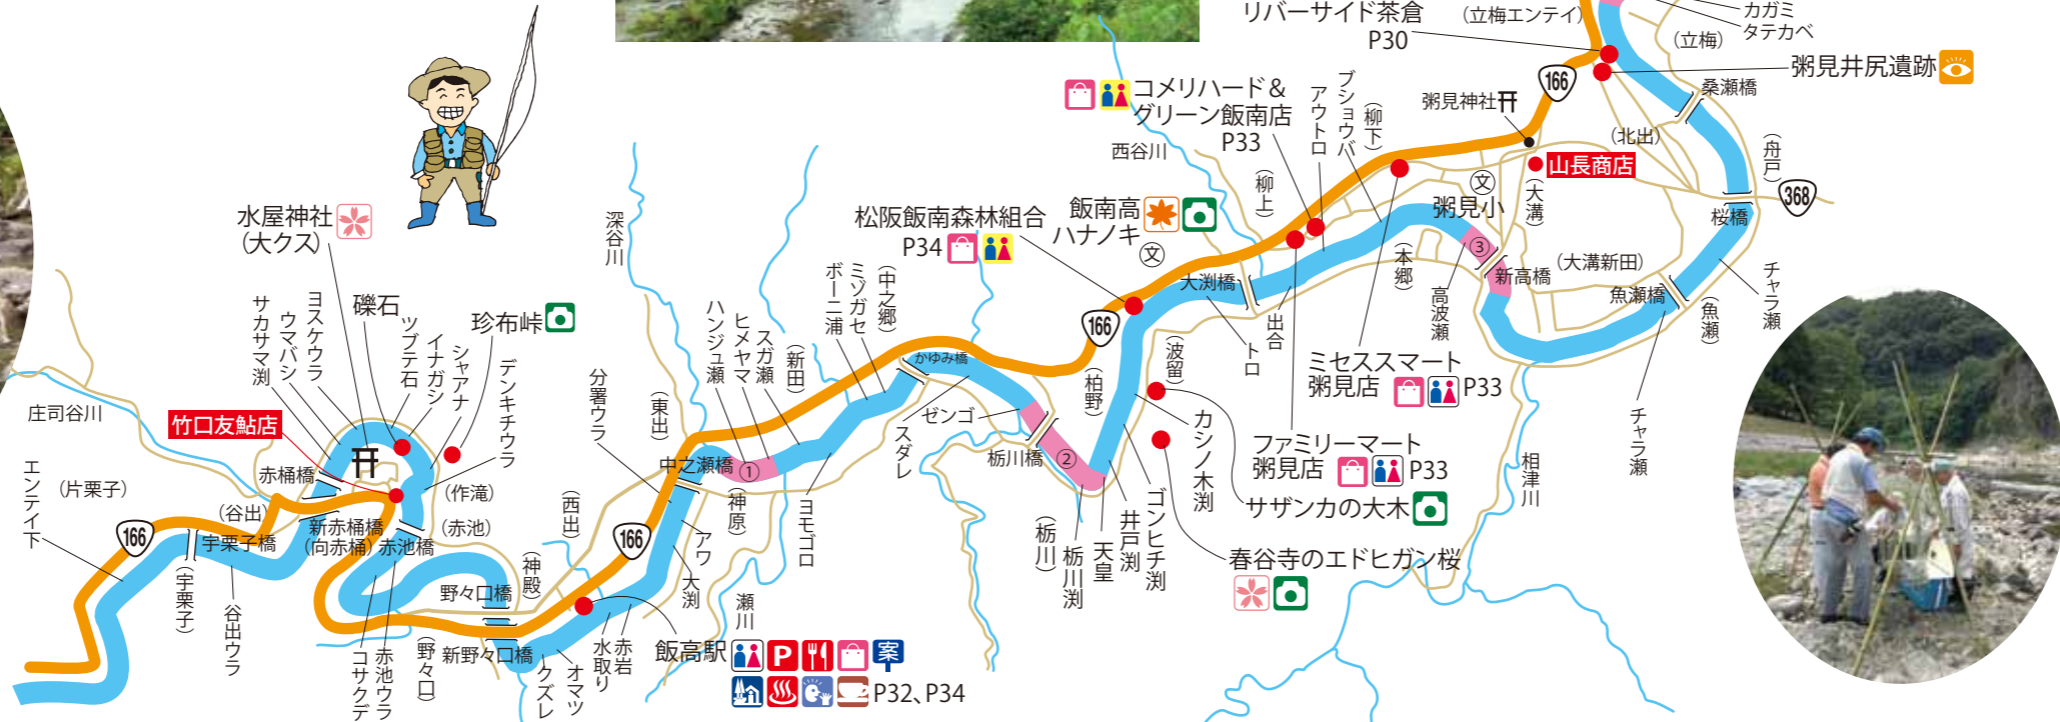 リバーサイド茶倉
P30
(立梅エンテイ)
カガミ
タテカベ
(立梅)
粥見井尻遺跡
166
粥見神社
桑瀬橋
(北出)
(舟戸)
山長商店
368
桜橋
文
粥見小
(大溝)
(大溝新田)
新高橋
③
高波瀬
(本郷)
魚瀬橋
(魚瀬)
チャラ瀬
チャラ瀬
相津川
コメリハード&
グリーン飯南店
P33
西谷川
アウトロ
ブショウバ
(柳下)
(柳上)
飯南高
ハナノキ
文
松阪飯南森林組合
P34
大渕橋
トロ
出合
166
ミセススマート
粥見店
P33
ファミリーマート
粥見店
P33
サザンカの大木
春谷寺のエドヒガン桜
(波留)
(柏野)
カシノ木渕
ゴンヒチ渕
井戸渕
天皇
栃川渕
(栃川)
②
栃川橋
ゼンゴ
スダレ
かゆみ橋
(中之郷)
ミゾガセ
ボーニ浦
(新田)
スガ瀬
ヒメヤマ
ハンジュ瀬
ヨモゴロ
①
中之瀬橋
(神原)
深谷川
(東出)
分署ウラ
(西出)
166
アワ
大渕
瀬川
飯高駅
P
案
P32、P34
赤岩
水取り
オマツ
クズレ
(神殿)
野々口橋
新野々口橋
(野々口)
赤池ウラ
コサクデ
水屋神社
(大クス)
礫石
珍布峠
デンキチウラ
シャアナ
イナガシ
ツブテ石
ヨスケウラ
ウマバシ
サカサマ渕
竹口友鮎店
赤桶橋
(作滝)
(赤池)
新赤桶橋
(向赤桶)
赤池橋
(谷出)
宇栗子橋
谷出ウラ
(宇栗子)
166
庄司谷川
(片栗子)
エンテイ下